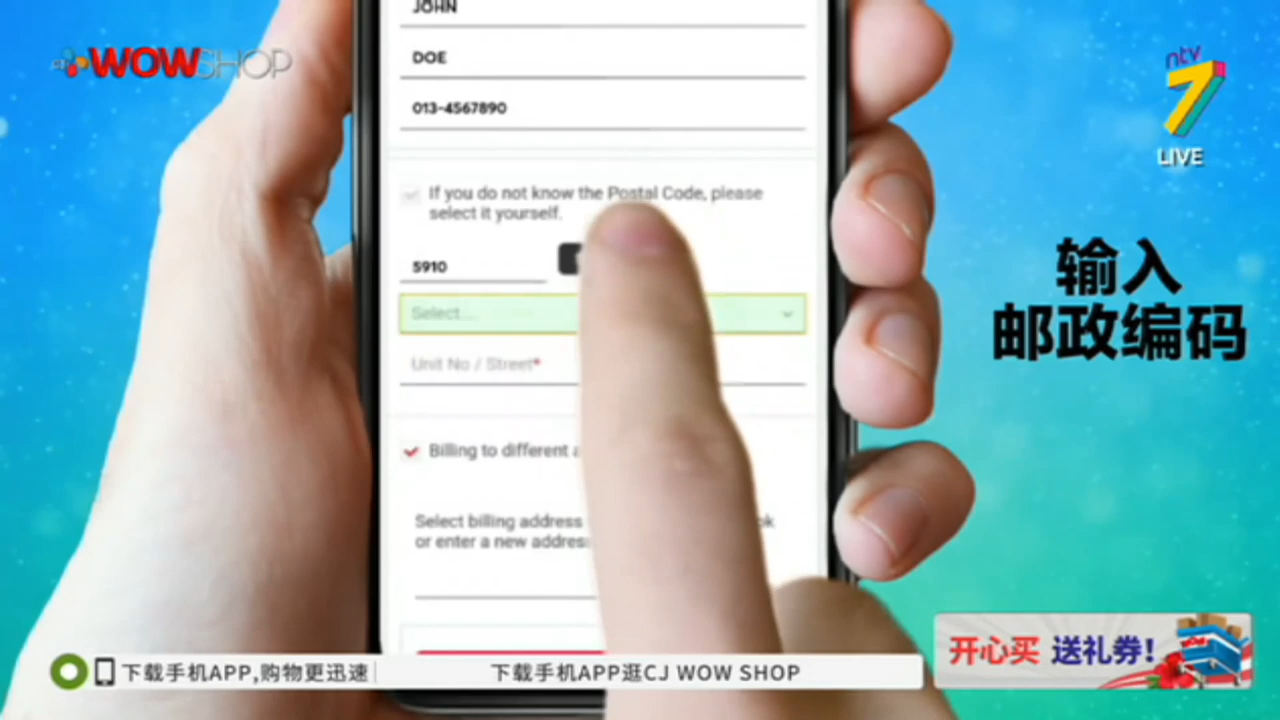 JOHN
CJ WOWSHOP
DOE
ntv
7
013-4567890
LIVE
If you do not know the Postal Code, please
select it yourself.
5910
输入
邮政编码
Select...
Unit No / Street*
Billing to different
Select billing address
or enter a new address
开心买 送礼券!
下载手机APP,购物更迅速
下载手机APP逛CJ WOW SHOP